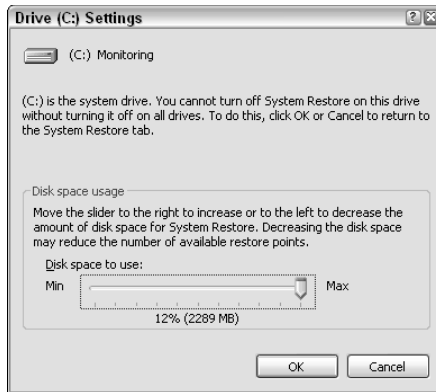 Drive (C:) Settings
(C:) Monitoring
(C:) is the system drive. You cannot turn off System Restore on this drive
without turning it off on all drives. To do this, click OK or Cancel to return to
the System Restore tab.
Disk space usage
Move the slider to the right to increase or to the left to decrease the
amount of disk space for System Restore. Decreasing the disk space
may reduce the number of available restore points.
Disk space to use:
Min Max
12% (2289 MB)
OK Cancel